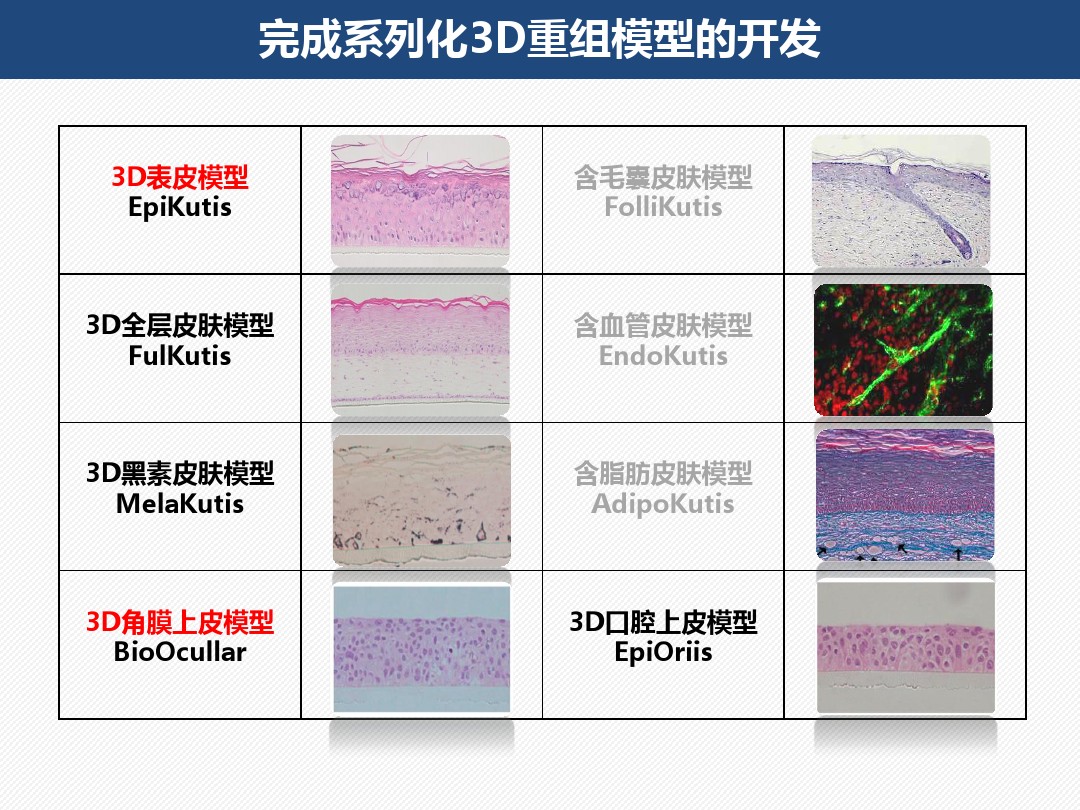 完成系列化3D重组模型的开发
3D表皮模型
EpiKutis
含毛囊皮肤模型
FolliKutis
3D全层皮肤模型
FulKutis
含血管皮肤模型
EndoKutis
3D黑素皮肤模型
MelaKutis
含脂肪皮肤模型
AdipoKutis
3D角膜上皮模型
BioOcullar
3D口腔上皮模型
EpiOriis